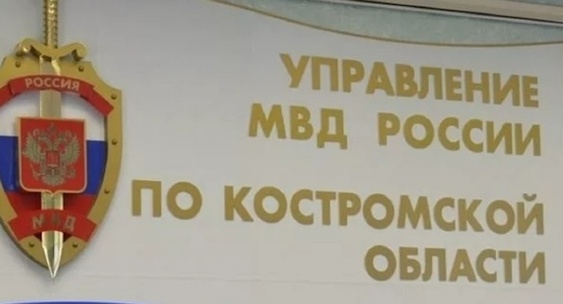 РОССИЯ
МВД
УПРАВЛЕНИЕ
МВД РОССИИ
ПО КОСТРОМСКОЙ
ОБЛАСТИ